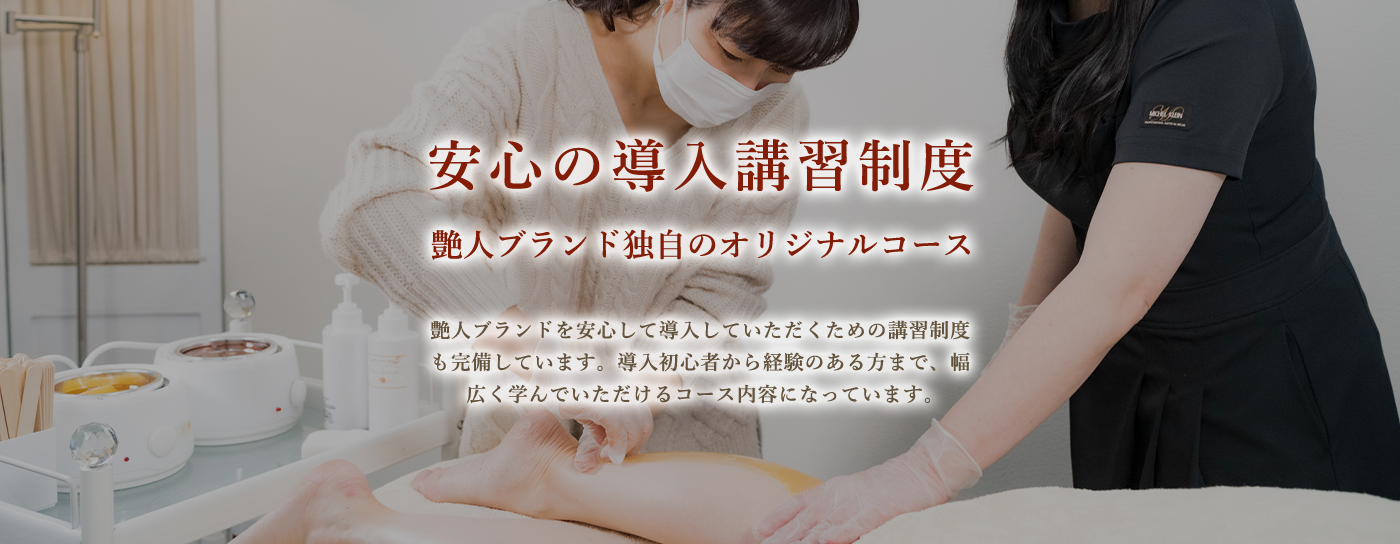 安心の導入講習制度
艶人ブランド独自のオリジナルコース
艶人ブランドを安心して導入していただくための講習制度
も完備しています。導入初心者から経験のある方まで、幅
広く学んでいただけるコース内容になっています。
MICHEL KLEIN